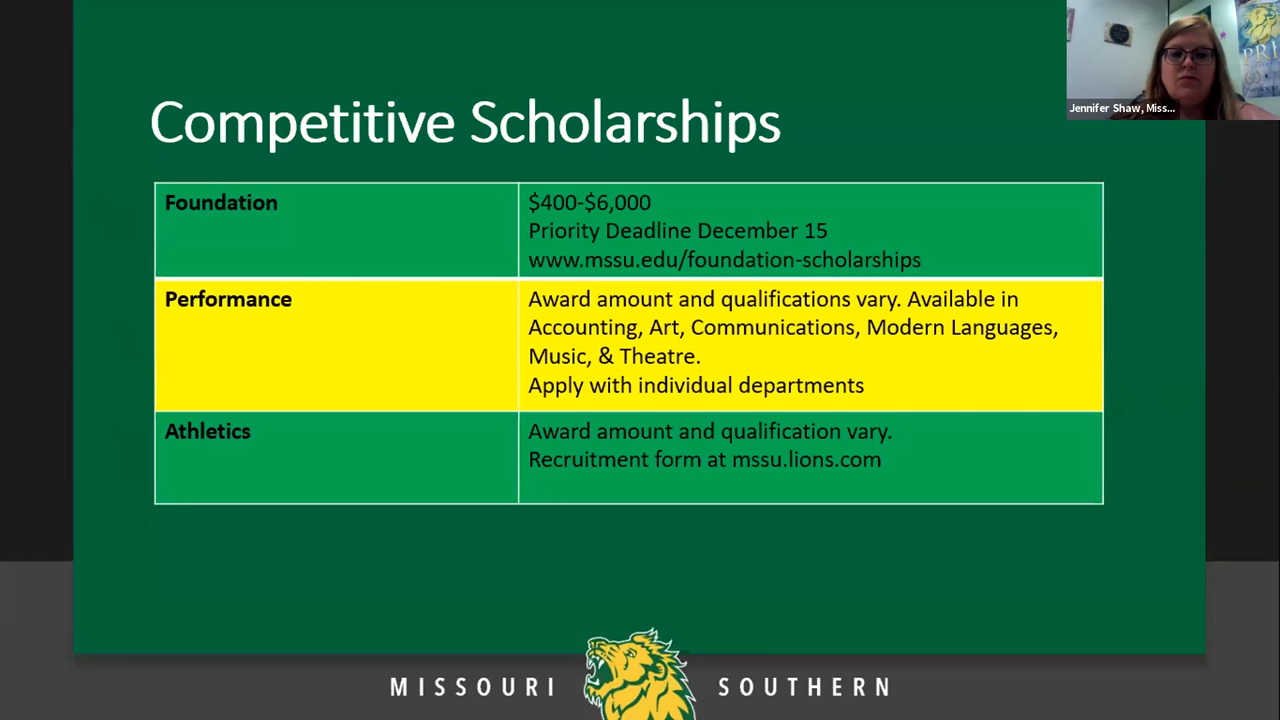 Competitive Scholarships
Foundation
$400-$6,000
Priority Deadline December 15
www.mssu.edu/foundation-scholarships
Performance
Award amount and qualifications vary. Available in
Accounting, Art, Communications, Modern Languages,
Music, & Theatre.
Apply with individual departments
Athletics
Award amount and qualification vary.
Recruitment form at mssu.lions.com
MISSOURI SOUTHERN
Jennifer Shaw, Miss...
PRI